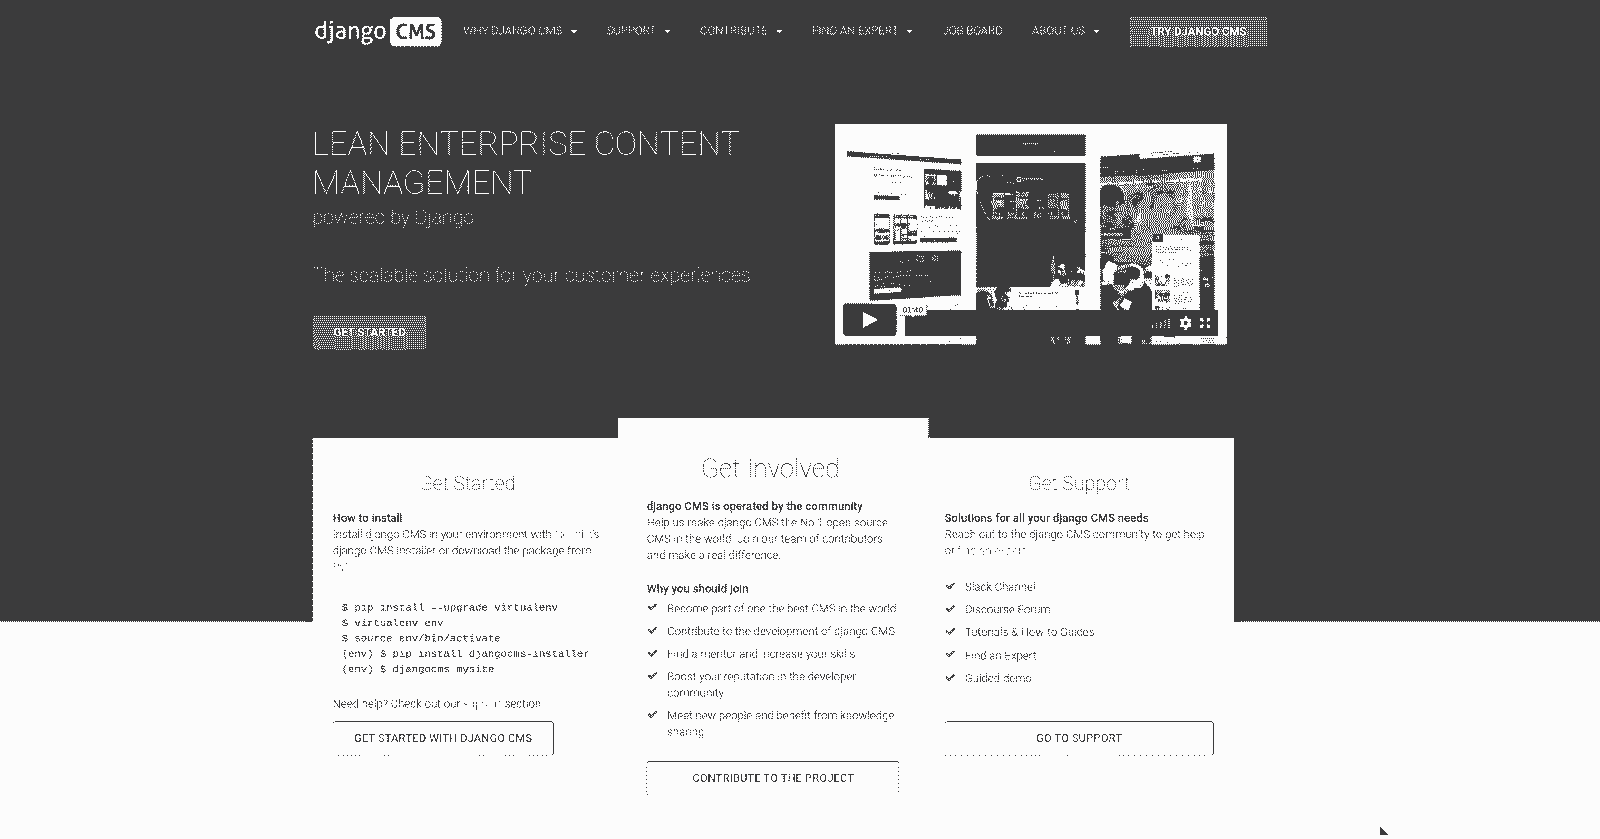 django CMS
WHY DJANGO CMS
SUPPORT
CONTRIBUTE
FIND AN EXPERT
JOB BOARD
ABOUT US
TRY DJANGO CMS
LEAN ENTERPRISE CONTENT
MANAGEMENT
powered by Django
The scalable solution for your customer experiences
GET STARTED
01:40
Get Started
How to install
Install django CMS in your environment with
django CMS installer or download the package from
$ pip install --upgrade virtualenv
$ virtualenv env
$ source env/bin/activate
(env) $ pip install djangocms-installer
(env) $ djangocms mysite
Need help? Check out our section
GET STARTED WITH DJANGO CMS
Get Involved
django CMS is operated by the community
Help us make django CMS the No 1 open source
CMS in the world. Join our team of contributors
and make a real difference.
Why you should join
Become part of one the best CMS in the world
Contribute to the development of django CMS
Find a mentor and increase your skills
Boost your reputation in the developer
community
Meet new people and benefit from knowledge
sharing
CONTRIBUTE TO THE PROJECT
Get Support
Solutions for all your django CMS needs
Reach out to the django CMS community to get help
or find an expert
Slack Channel
Discourse Forum
Tutorials & How-to Guides
Find an Expert
Guided demo
GO TO SUPPORT